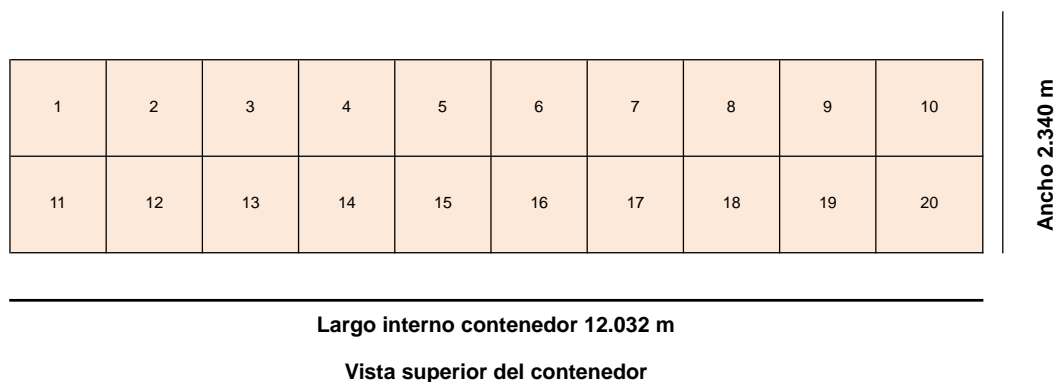 1 2 3 4 5 6 7 8 9 10
11 12 13 14 15 16 17 18 19 20
Ancho 2.340 m
Largo interno contenedor 12.032 m
Vista superior del contenedor